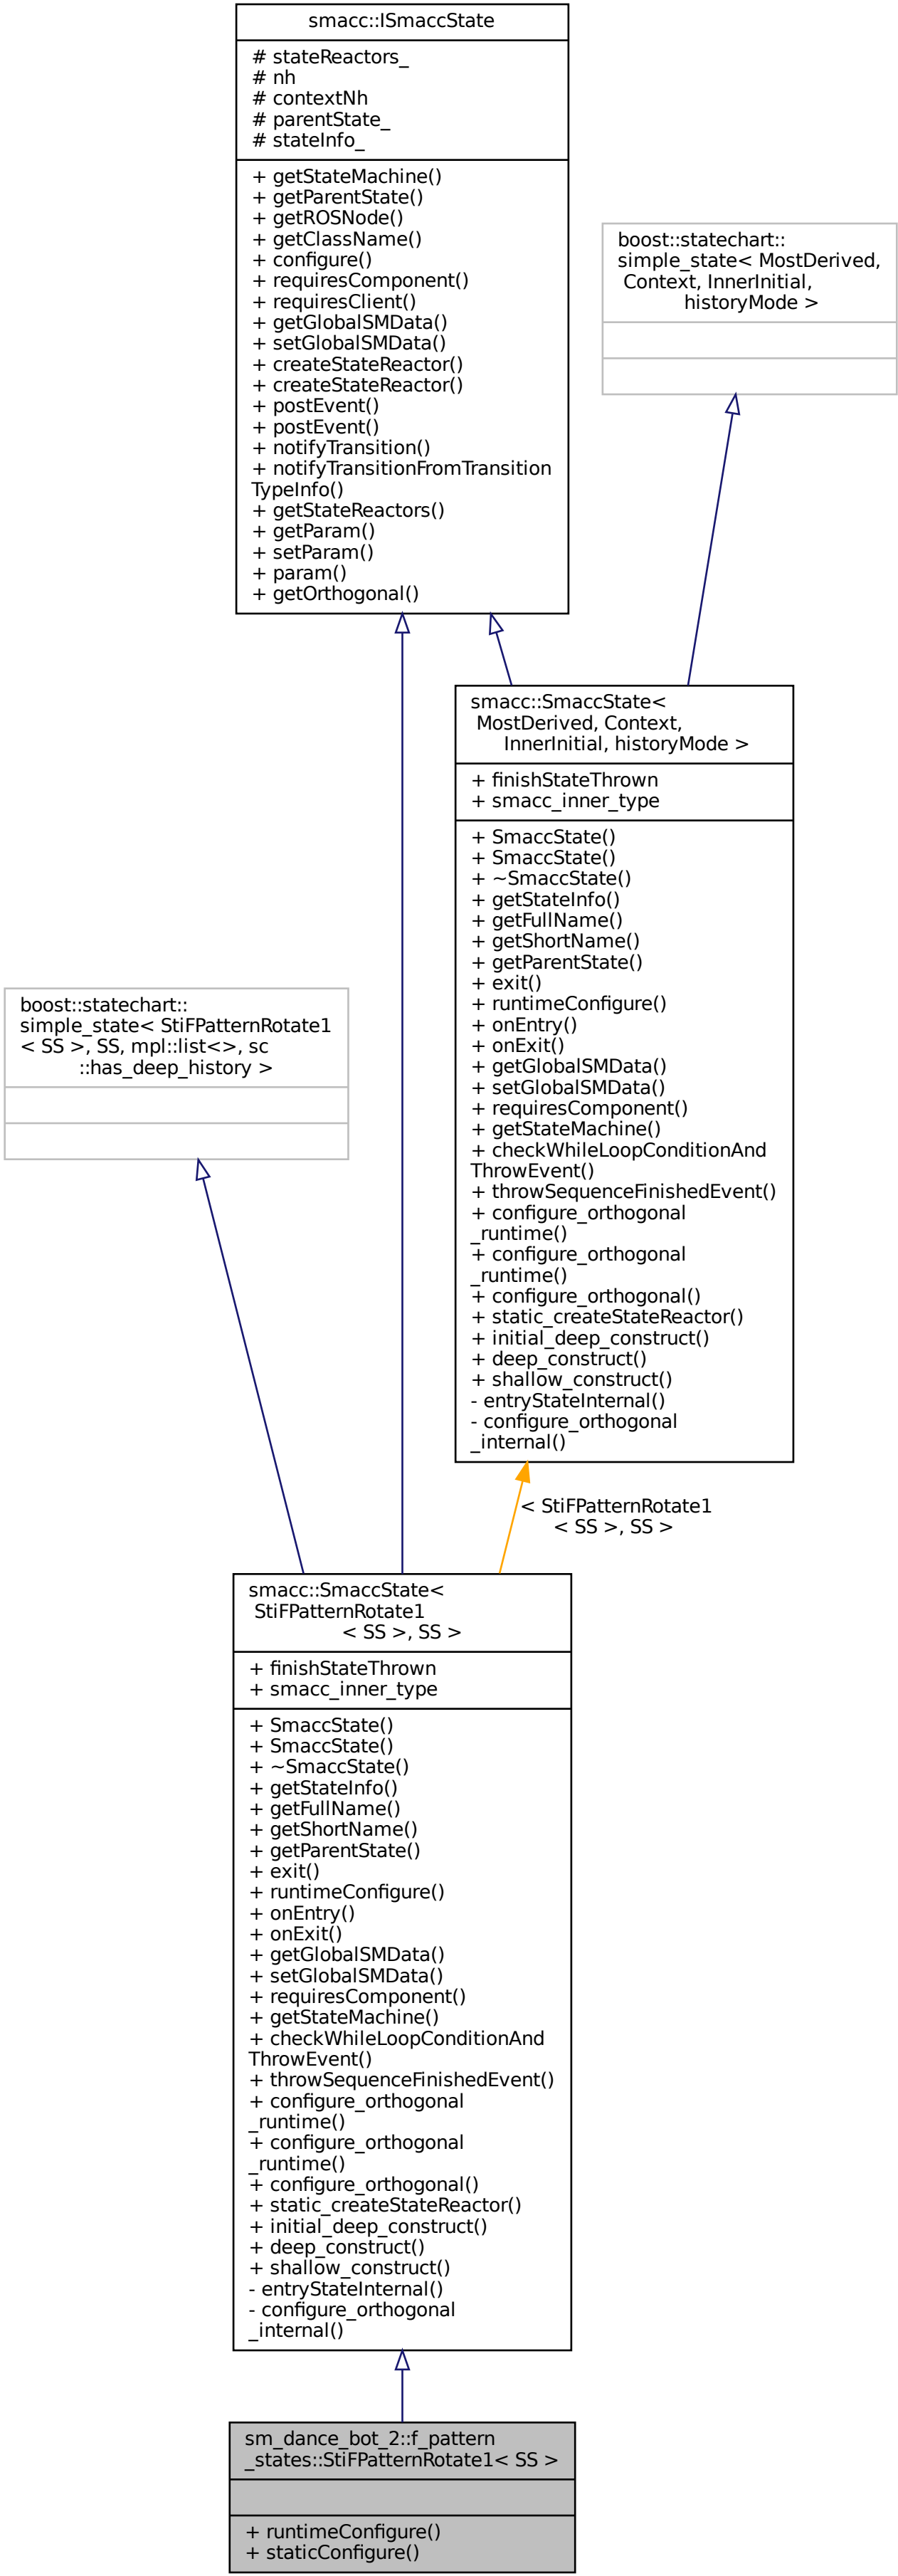 smacc::ISmaccState
# stateReactors_
# nh
# contextNh
# parentState_
# stateInfo_
+ getStateMachine()
+ getParentState()
+ getROSNode()
+ getClassName()
+ configure()
+ requiresComponent()
+ requiresClient()
+ getGlobalSMData()
+ setGlobalSMData()
+ createStateReactor()
+ createStateReactor()
+ postEvent()
+ postEvent()
+ notifyTransition()
+ notifyTransitionFromTransition
TypeInfo()
+ getStateReactors()
+ getParam()
+ setParam()
+ param()
+ getOrthogonal()
boost::statechart::
simple_state< MostDerived,
Context, InnerInitial,
historyMode >
smacc::SmaccState<
MostDerived, Context,
InnerInitial, historyMode >
+ finishStateThrown
+ smacc_inner_type
+ SmaccState()
+ SmaccState()
+ ~SmaccState()
+ getStateInfo()
+ getFullName()
+ getShortName()
+ getParentState()
+ exit()
+ runtimeConfigure()
+ onEntry()
+ onExit()
+ getGlobalSMData()
+ setGlobalSMData()
+ requiresComponent()
+ getStateMachine()
+ checkWhileLoopConditionAnd
ThrowEvent()
+ throwSequenceFinishedEvent()
+ configure_orthogonal
_runtime()
+ configure_orthogonal
_runtime()
+ configure_orthogonal()
+ static_createStateReactor()
+ initial_deep_construct()
+ deep_construct()
+ shallow_construct()
- entryStateInternal()
- configure_orthogonal
_internal()
boost::statechart::
simple_state< StiFPatternRotate1
< SS >, SS, mpl::list<>, sc
::has_deep_history >
< StiFPatternRotate1
< SS >, SS >
smacc::SmaccState<
StiFPatternRotate1
< SS >, SS >
+ finishStateThrown
+ smacc_inner_type
+ SmaccState()
+ SmaccState()
+ ~SmaccState()
+ getStateInfo()
+ getFullName()
+ getShortName()
+ getParentState()
+ exit()
+ runtimeConfigure()
+ onEntry()
+ onExit()
+ getGlobalSMData()
+ setGlobalSMData()
+ requiresComponent()
+ getStateMachine()
+ checkWhileLoopConditionAnd
ThrowEvent()
+ throwSequenceFinishedEvent()
+ configure_orthogonal
_runtime()
+ configure_orthogonal
_runtime()
+ configure_orthogonal()
+ static_createStateReactor()
+ initial_deep_construct()
+ deep_construct()
+ shallow_construct()
- entryStateInternal()
- configure_orthogonal
_internal()
sm_dance_bot_2::f_pattern
_states::StiFPatternRotate1< SS >
+ runtimeConfigure()
+ staticConfigure()